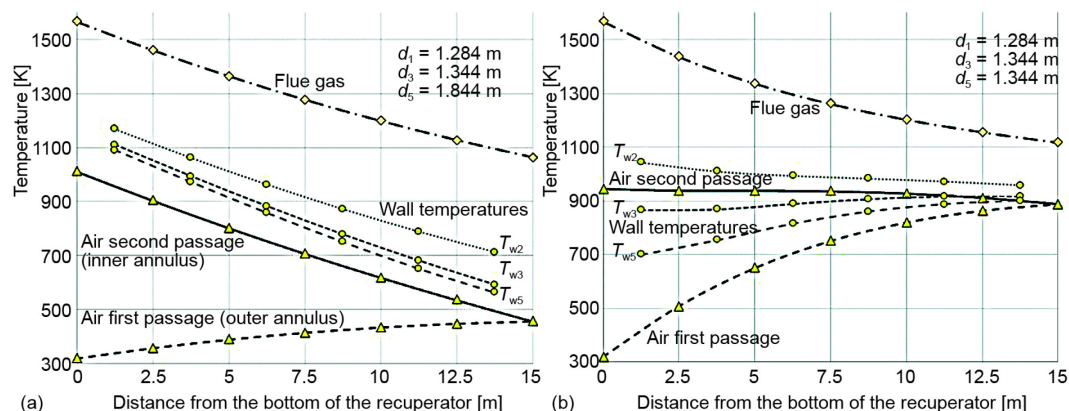 Temperature [K]
1500
1300
1100
900
700
500
300
0
2.5
5
7.5
10
12.5
15
d1 = 1.284 m
d3 = 1.344 m
d5 = 1.844 m
Flue gas
Wall temperatures
Tw2
Tw3
Tw5
Air second passage
(inner annulus)
Air first passage (outer annulus)
(a)
Distance from the bottom of the recuperator [m]
Temperature [K]
1500
1300
1100
900
700
500
300
0
2.5
5
7.5
10
12.5
15
d1 = 1.284 m
d3 = 1.344 m
d5 = 1.344 m
Flue gas
Tw2
Air second passage
Tw3
Wall temperatures
Tw5
Air first passage
(b)
Distance from the bottom of the recuperator [m]